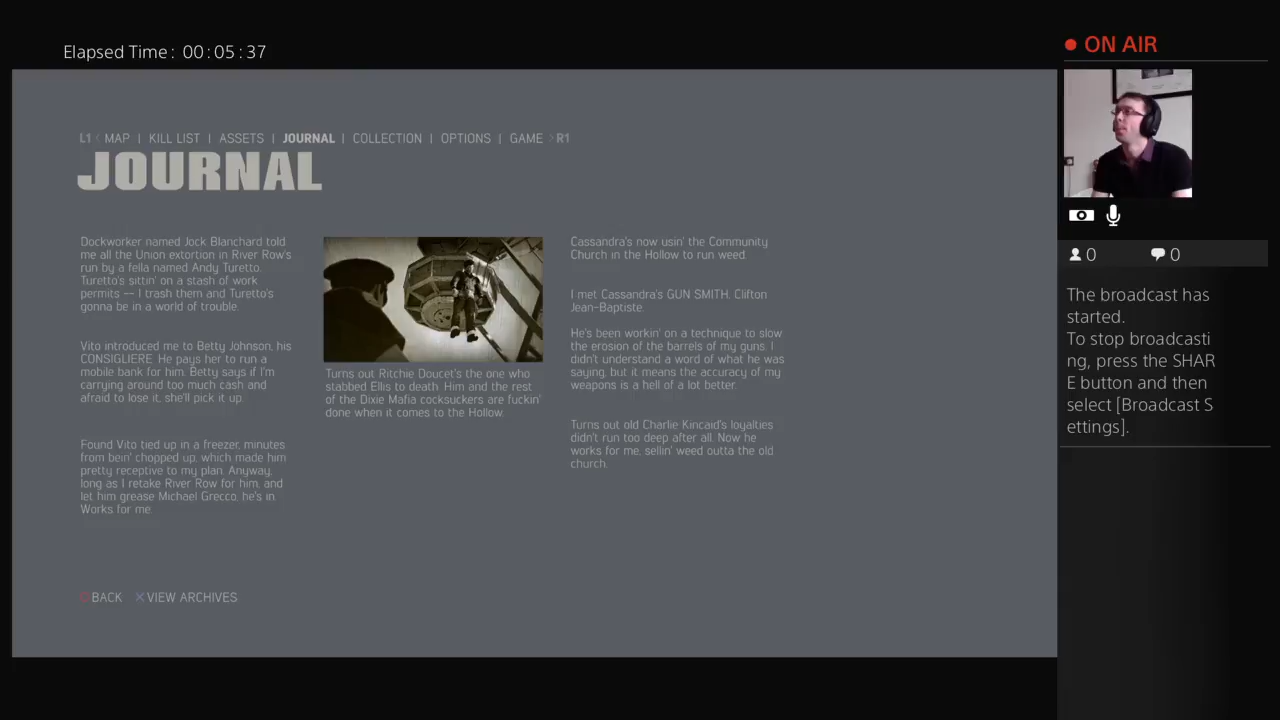 Elapsed Time: 00:05:37
ON AIR
L1 < MAP | KILL LIST | ASSETS | JOURNAL | COLLECTION | OPTIONS | GAME > R1
JOURNAL
Dockworker named Jock Blanchard told
me all the Union extortion in River Row's
run by a fella named Andy Turetto.
Turetto's sittin' on a stash of work
permits -- I trash them and Turetto's
gonna be in a world of trouble.
Vito introduced me to Betty Johnson, his
CONSIGLIERE. He pays her to run a
mobile bank for him. Betty says if I'm
carrying around too much cash and
afraid to lose it, she'll pick it up.
Found Vito tied up in a freezer, minutes
from bein' chopped up, which made him
pretty receptive to my plan. Anyway,
long as I retake River Row for him, and
let him grease Michael Grecco, he's in.
Works for me.
Turns out Ritchie Doucet's the one who
stabbed Ellis to death. Him and the rest
of the Dixie Mafia cocksuckers are fuckin'
done when it comes to the Hollow.
Cassandra's now usin' the Community
Church in the Hollow to run weed.
I met Cassandra's GUN SMITH, Clifton
Jean-Baptiste.
He's been workin' on a technique to slow
the erosion of the barrels of my guns. I
didn't understand a word of what he was
saying, but it means the accuracy of my
weapons is a hell of a lot better.
Turns out old Charlie Kincaid's loyalties
didn't run too deep after all. Now he
works for me, sellin' weed outta the old
church.
BACK VIEW ARCHIVES
0 0
The broadcast has
started.
To stop broadcasti
ng, press the SHAR
E button and then
select [Broadcast S
ettings].